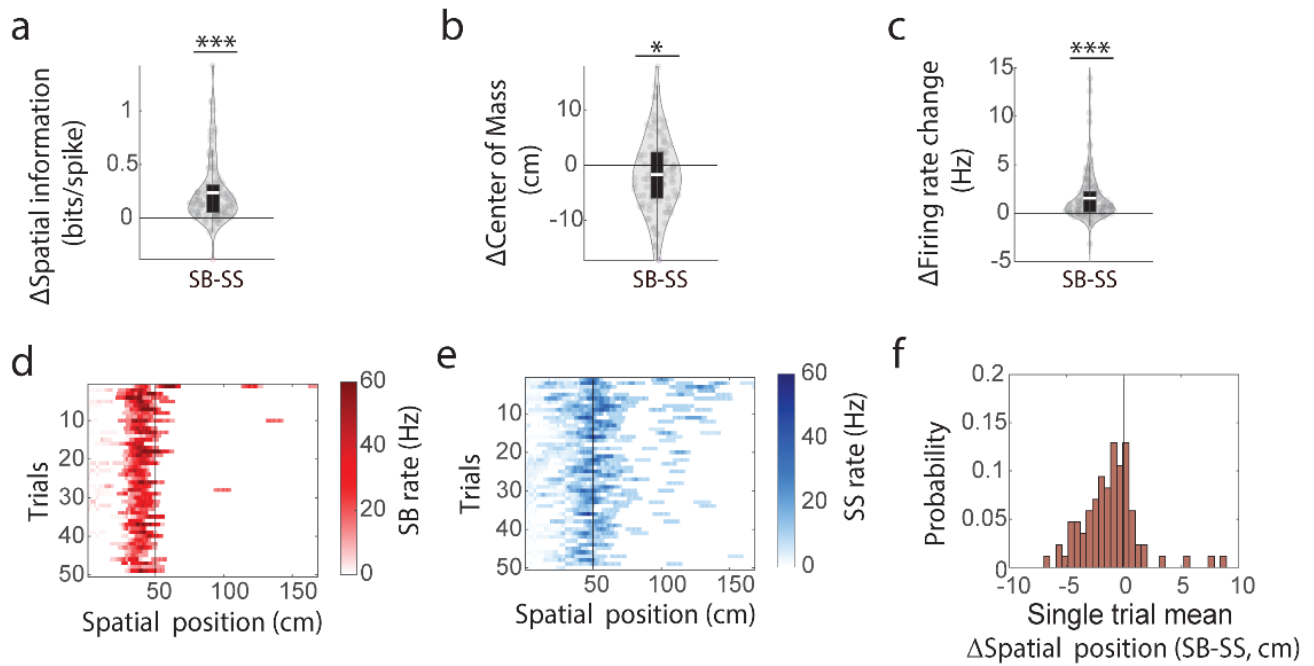 a
***
ΔSpatial information
(bits/spike)
1
0.5
0
SB-SS
b
*
ΔCenter of Mass
(cm)
10
0
-10
SB-SS
c
***
ΔFiring rate change
(Hz)
15
10
5
0
-5
SB-SS
d
Trials
10
20
30
40
50
50
100
150
Spatial position (cm)
60
40
20
0
SB rate (Hz)
e
Trials
10
20
30
40
50
50
100
150
Spatial position (cm)
60
40
20
0
SS rate (Hz)
f
Probability
0.2
0.15
0.1
0.05
0
-10
-5
0
5
10
Single trial mean
ΔSpatial position (SB-SS, cm)